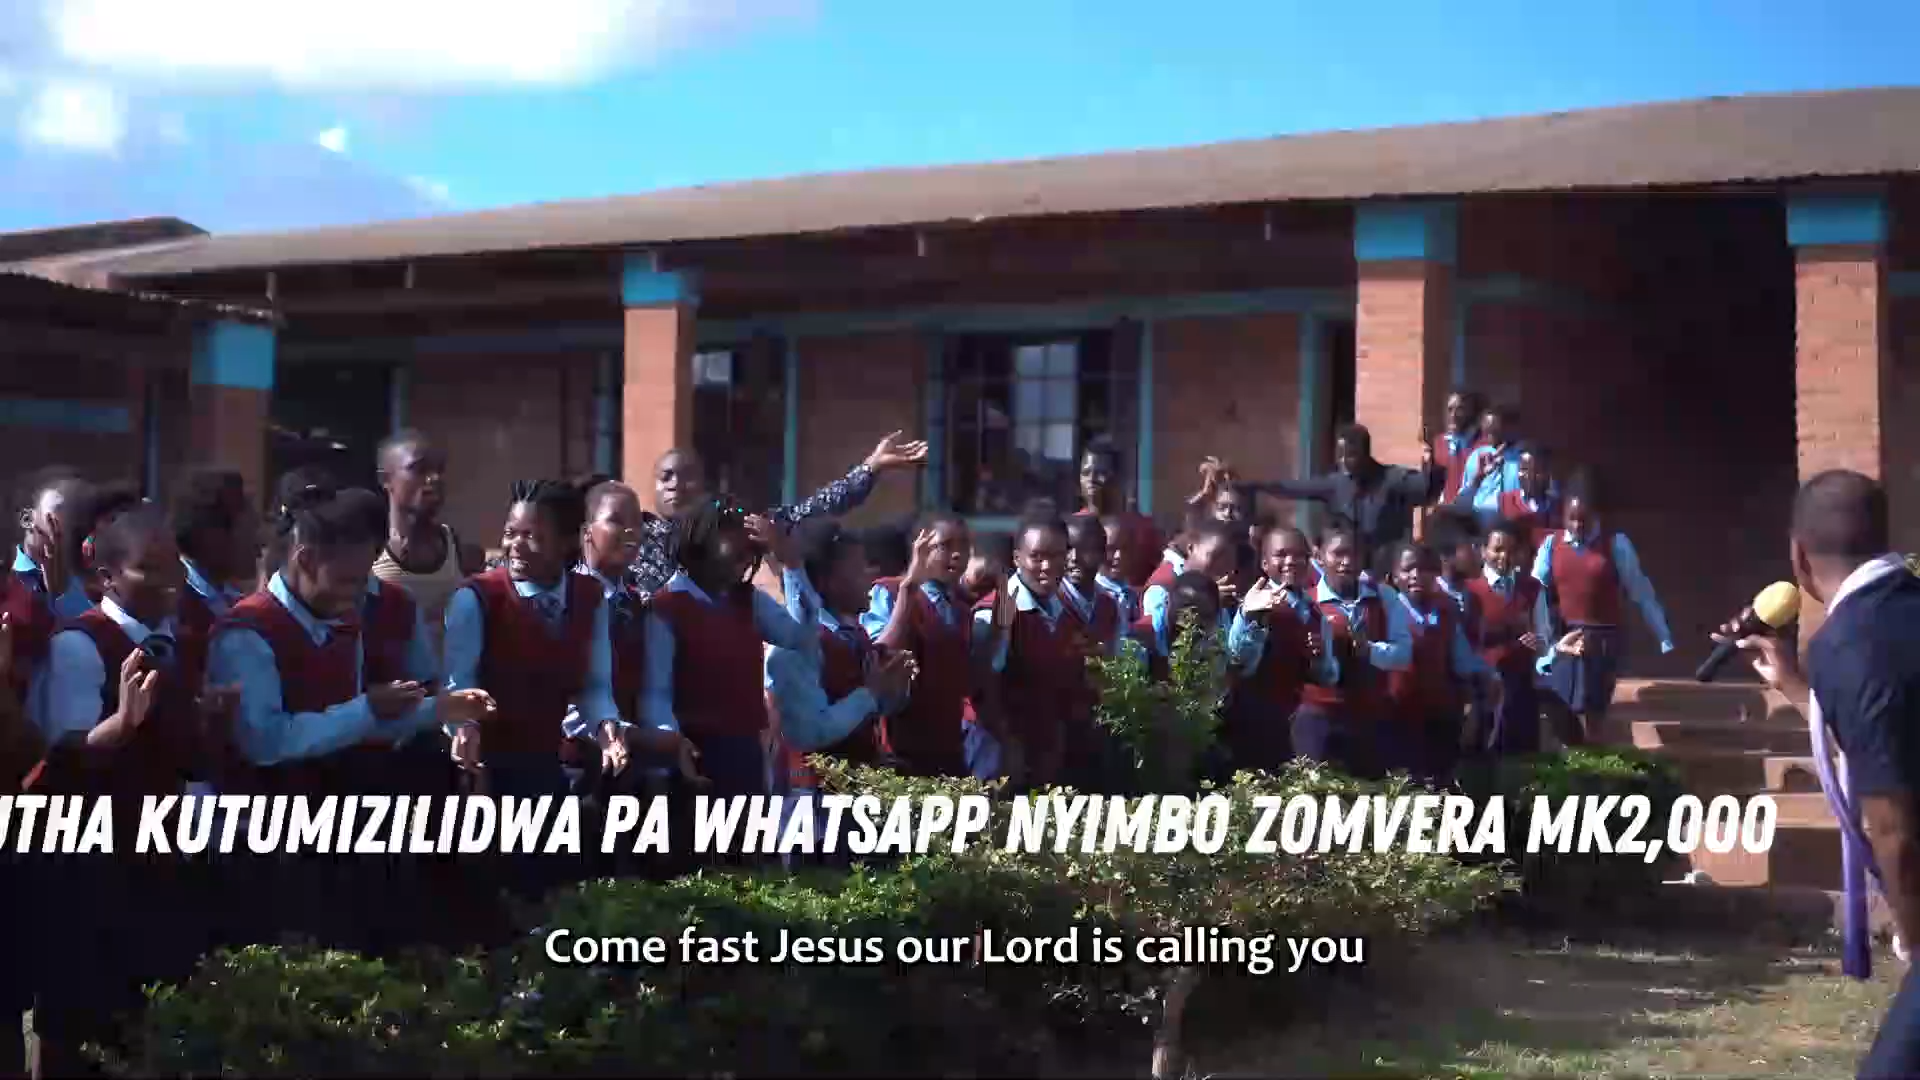 UTHA KUTUMIZILIDWA PA WHATSAPP NYIMBO ZOMVERA MK2,000
Come fast Jesus our Lord is calling you